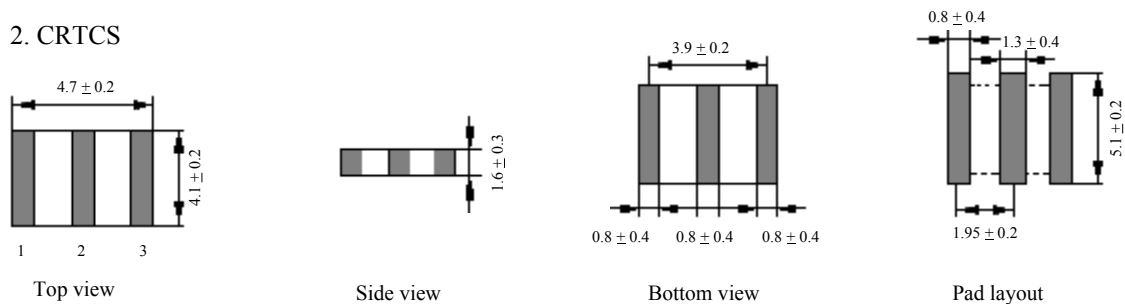 2. CRTCS
4.7 ± 0.2
4.1 ± 0.2
1 2 3
Top view
1.6 ± 0.3
Side view
3.9 ± 0.2
0.8 ± 0.4 0.8 ± 0.4 0.8 ± 0.4
Bottom view
0.8 ± 0.4
1.3 ± 0.4
5.1 ± 0.2
1.95 ± 0.2
Pad layout